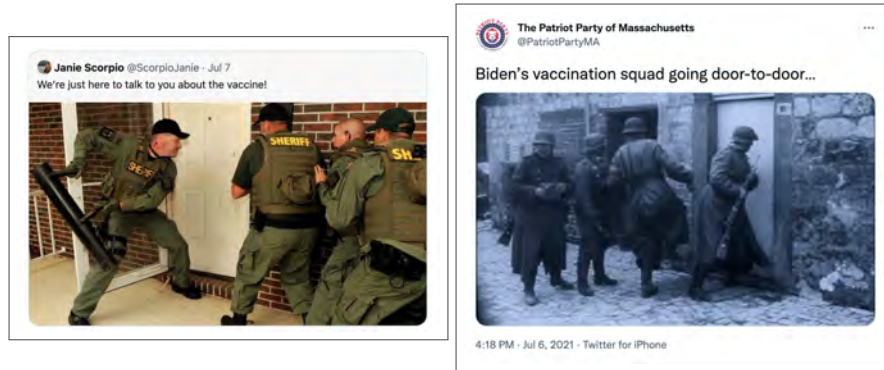 Janie Scorpio @ScorpioJanie · Jul 7
We're just here to talk to you about the vaccine!
SHERIFF
SHERIFF
SH
The Patriot Party of Massachusetts
@PatriotPartyMA
Biden's vaccination squad going door-to-door...
4:18 PM · Jul 6, 2021 · Twitter for iPhone